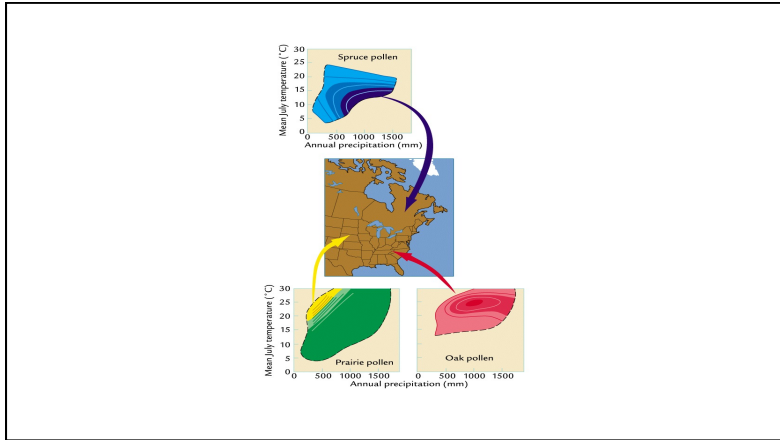 30
Spruce pollen
25
20
15
10
5
0
Mean July temperature (°C)
0 500 1000 1500
Annual precipitation (mm)
30
25
20
15
10
5
0
Mean July temperature (°C)
Prairie pollen
0 500 1000 1500
Oak pollen
0 500 1000 1500
Annual precipitation (mm)